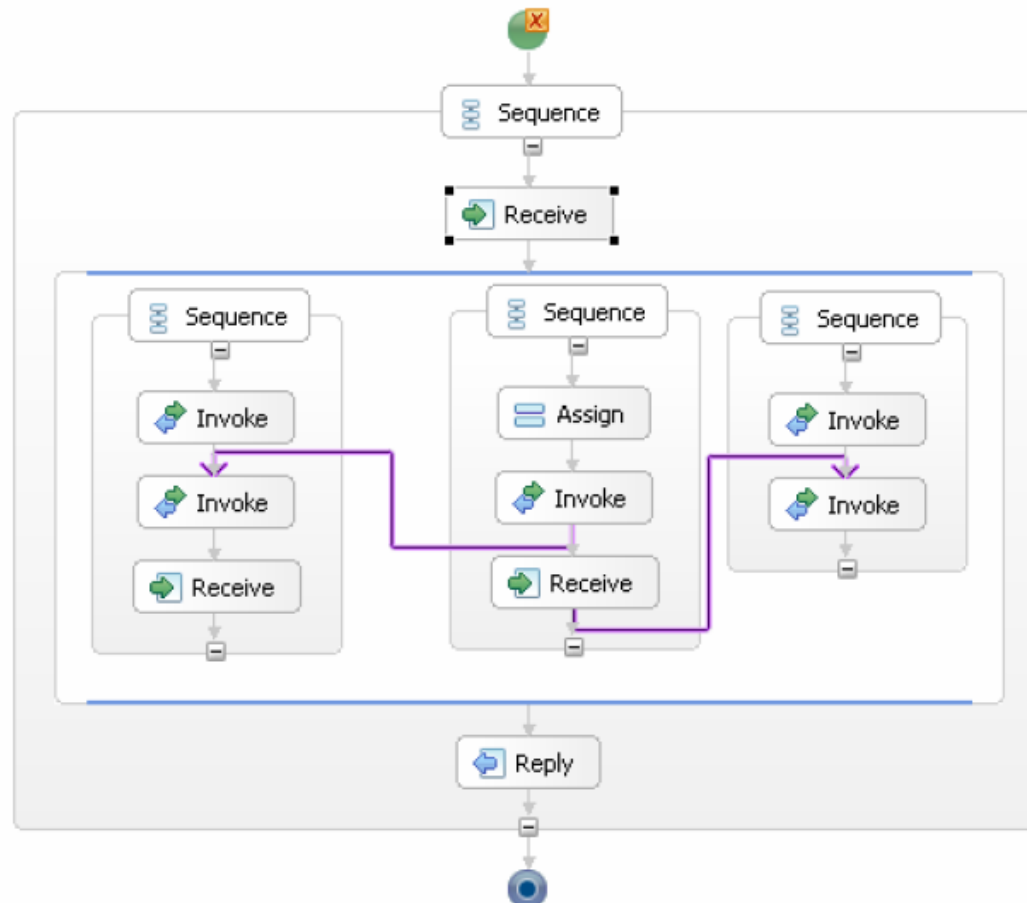 Sequence
Receive
Sequence
Invoke
Invoke
Receive
Sequence
Assign
Invoke
Receive
Sequence
Invoke
Invoke
Reply